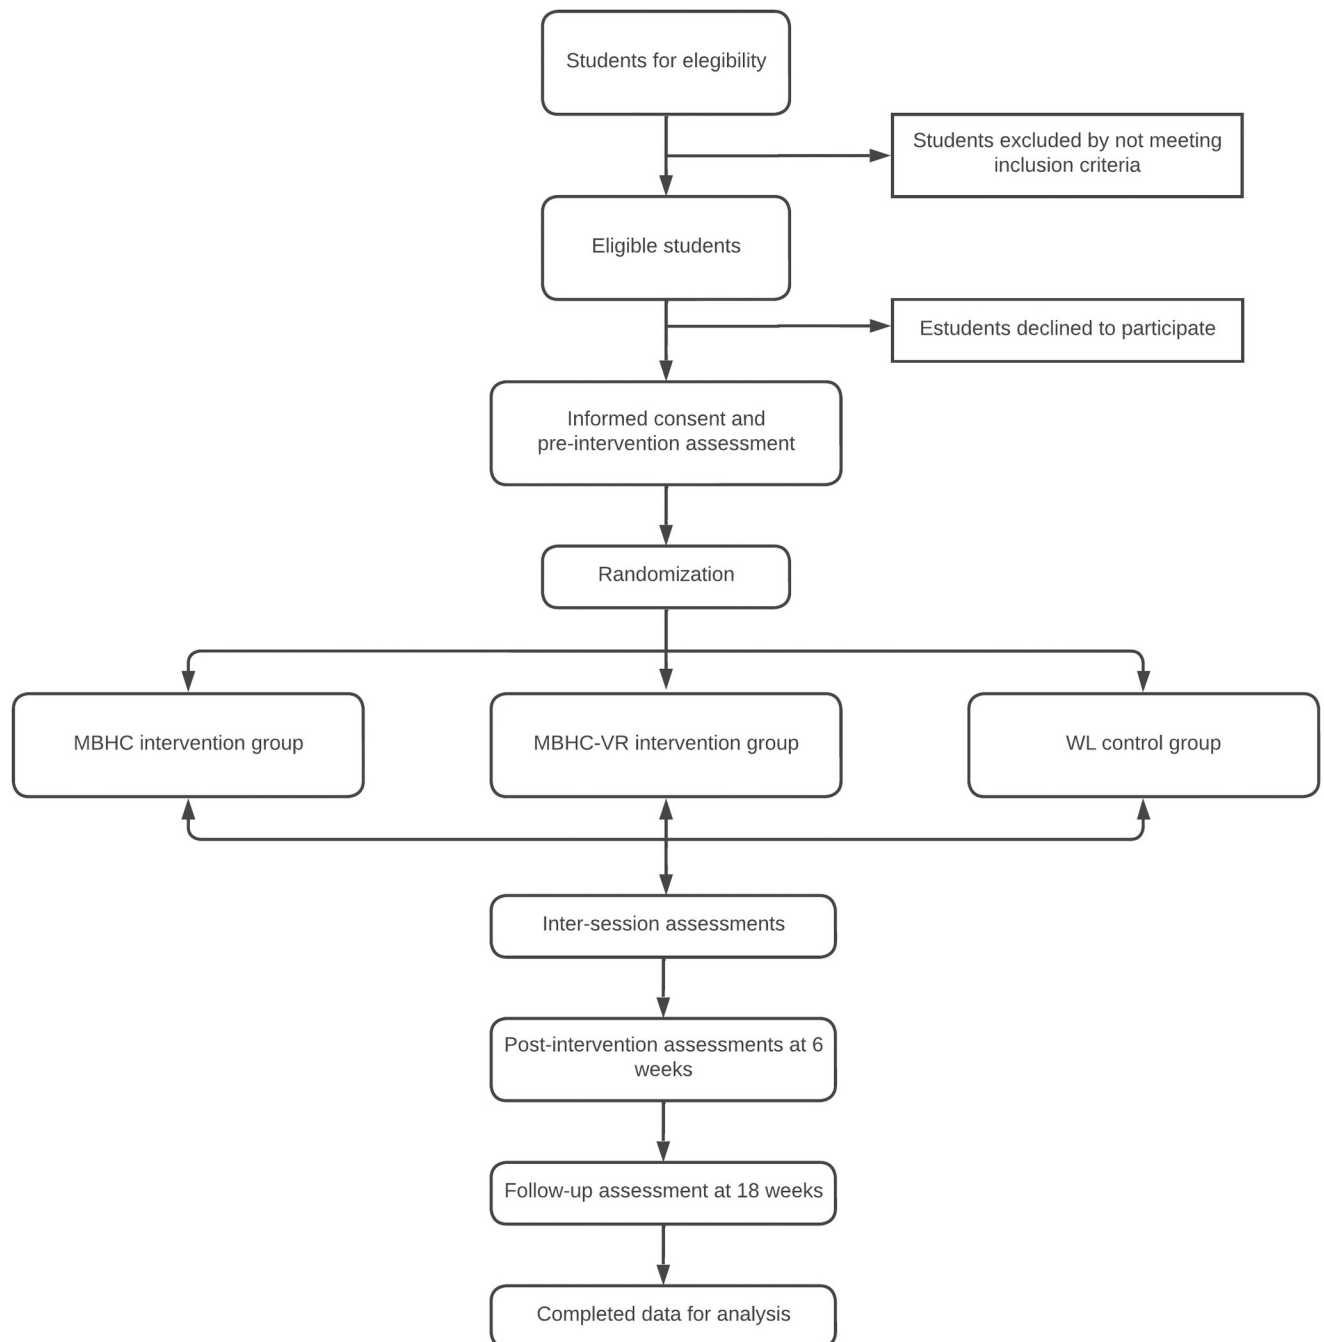 Students for elegibility
Students excluded by not meeting
inclusion criteria
Eligible students
Estudents declined to participate
Informed consent and
pre-intervention assessment
Randomization
MBHC intervention group
MBHC-VR intervention group
WL control group
Inter-session assessments
Post-intervention assessments at 6
weeks
Follow-up assessment at 18 weeks
Completed data for analysis